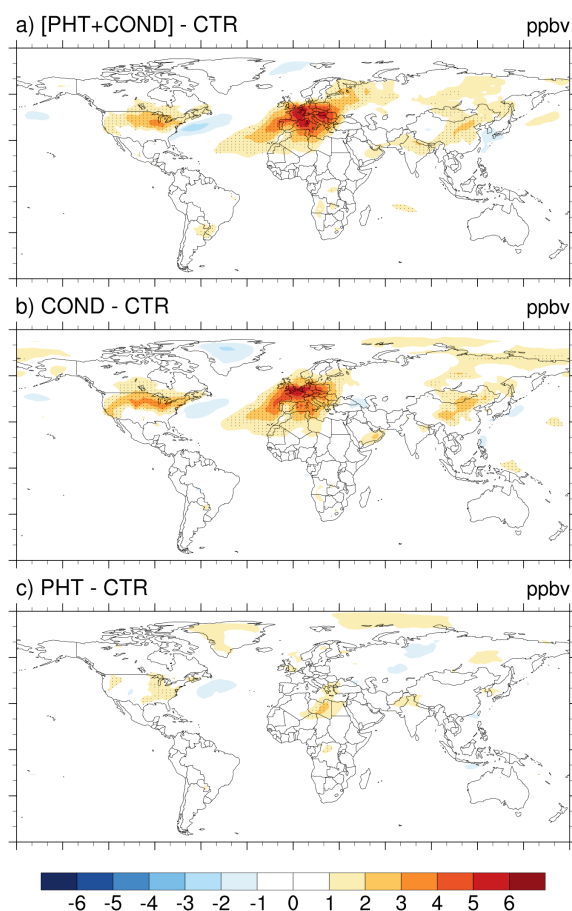 a) [PHT+COND] - CTR ppbv
b) COND - CTR ppbv
c) PHT - CTR ppbv
-6 -5 -4 -3 -2 -1 0 1 2 3 4 5 6